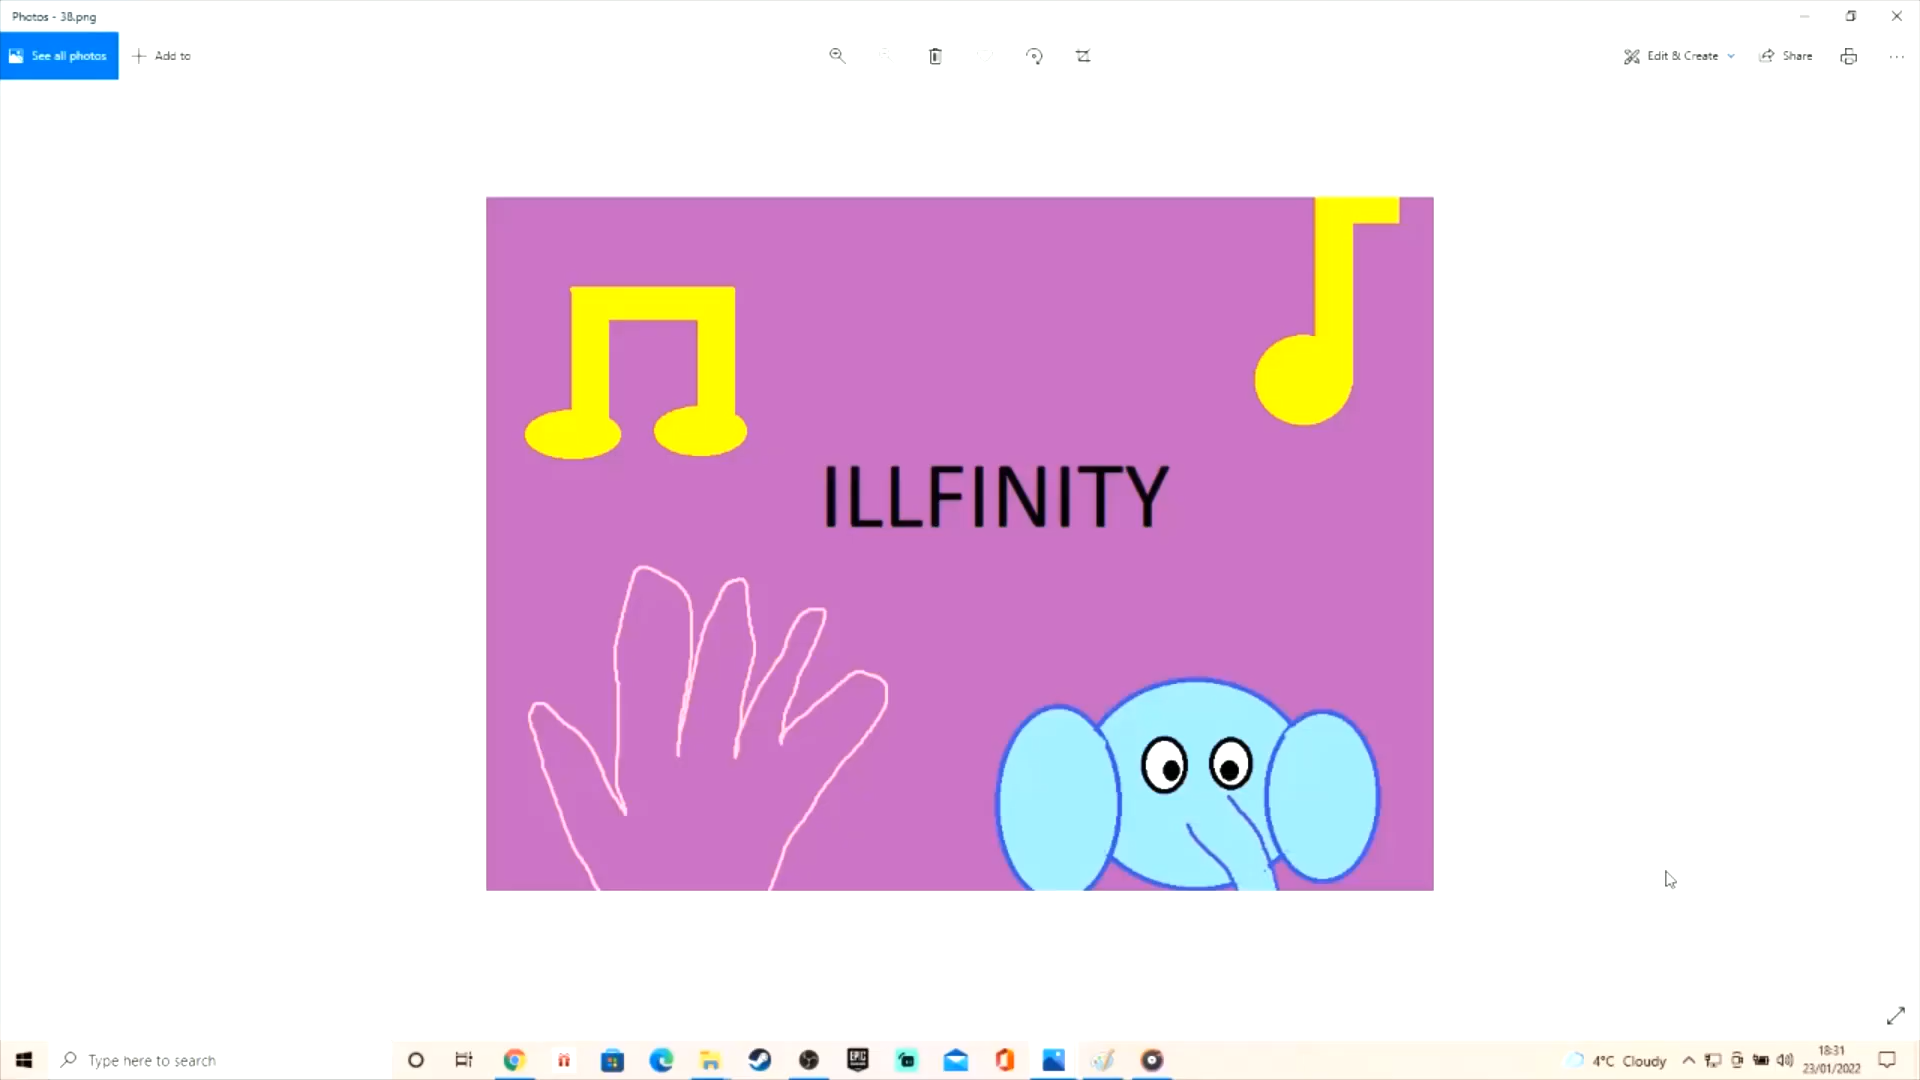 Photos - 38.png
See all photos
Add to
Edit & Create
Share
ILLFINITY
Type here to search
EPIC
4°C Cloudy
18:31
23/01/2022